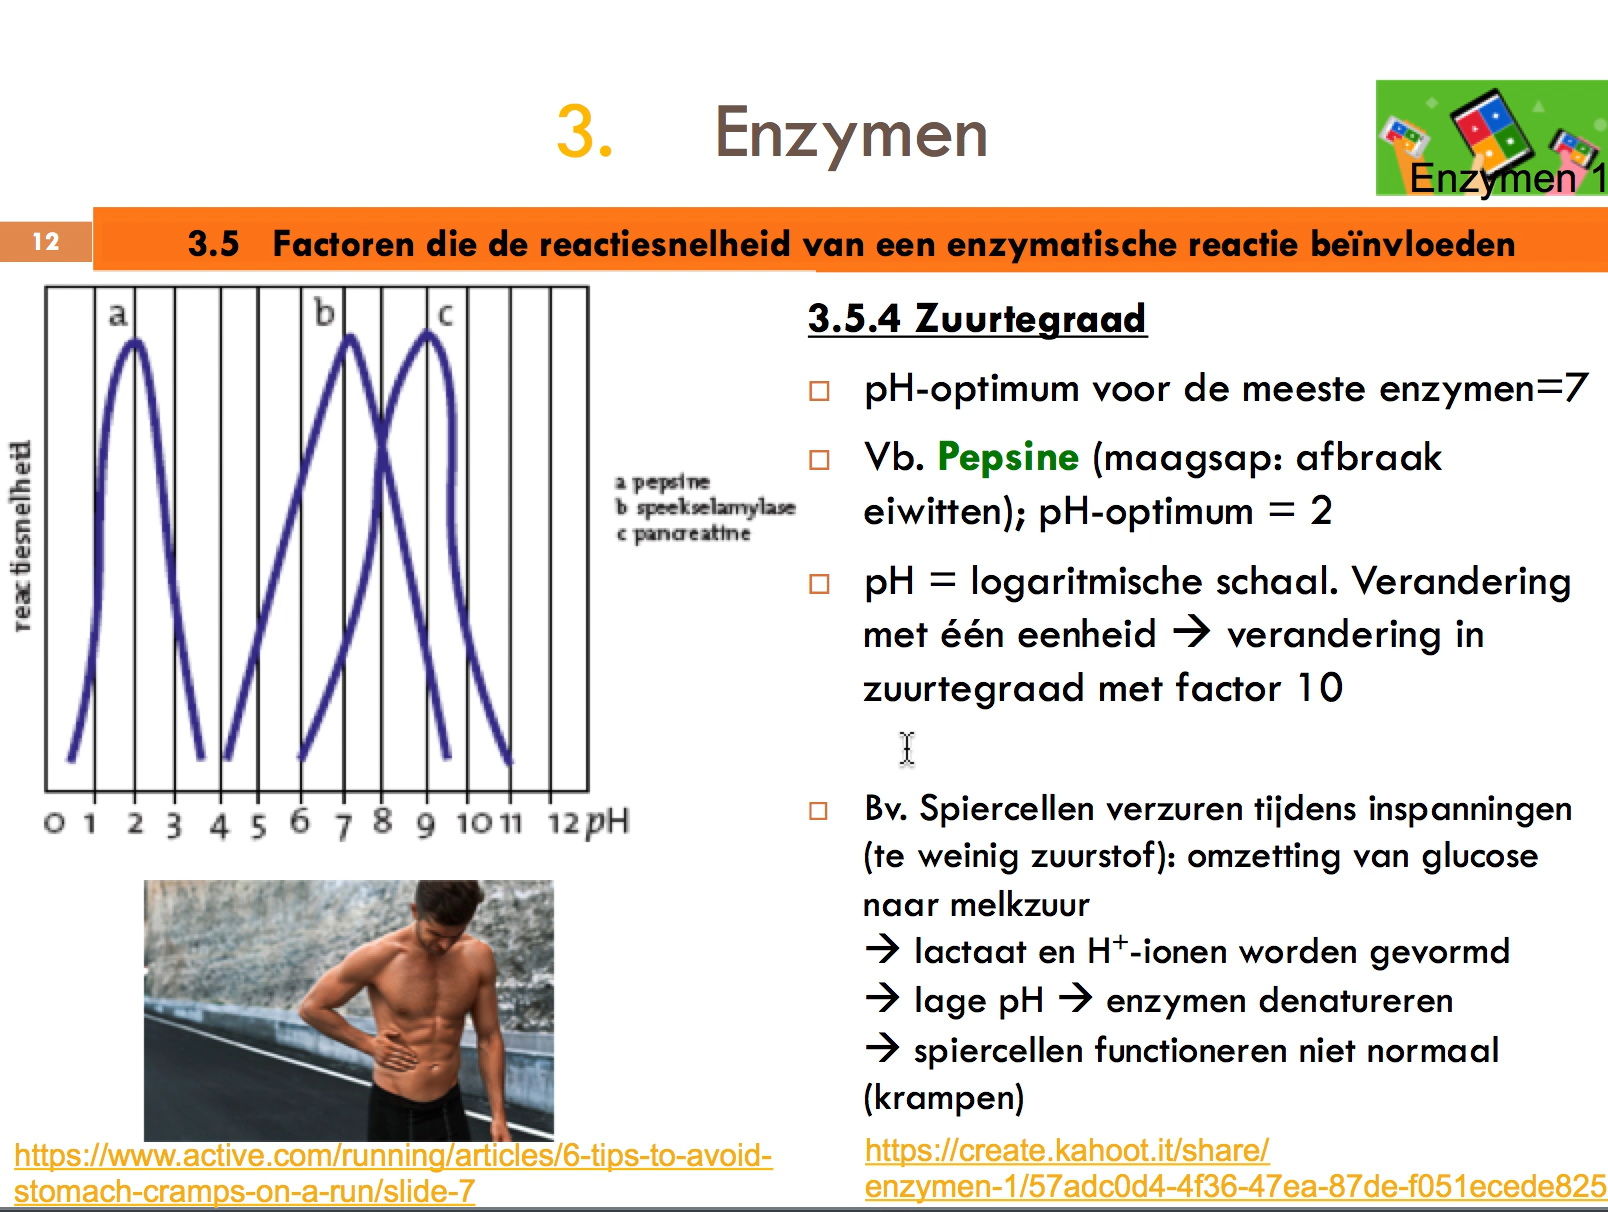 3. Enzymen
Enzymen 1
12
3.5 Factoren die de reactiesnelheid van een enzymatische reactie beïnvloeden
a
b
c
reactiesnelheid
0 1 2 3 4 5 6 7 8 9 10 11 12 pH
a pepsine
b speekselamylase
c pancreatine
https://www.active.com/running/articles/6-tips-to-avoid-
stomach-cramps-on-a-run/slide-7
3.5.4 Zuurtegraad
pH-optimum voor de meeste enzymen=7
Vb. Pepsine (maagsap: afbraak
eiwitten); pH-optimum = 2
pH = logaritmische schaal. Verandering
met één eenheid → verandering in
zuurtegraad met factor 10
Bv. Spiercellen verzuren tijdens inspanningen
(te weinig zuurstof): omzetting van glucose
naar melkzuur
→ lactaat en H⁺-ionen worden gevormd
→ lage pH → enzymen denatureren
→ spiercellen functioneren niet normaal
(krampen)
https://create.kahoot.it/share/
enzymen-1/57adc0d4-4f36-47ea-87de-f051ecede825